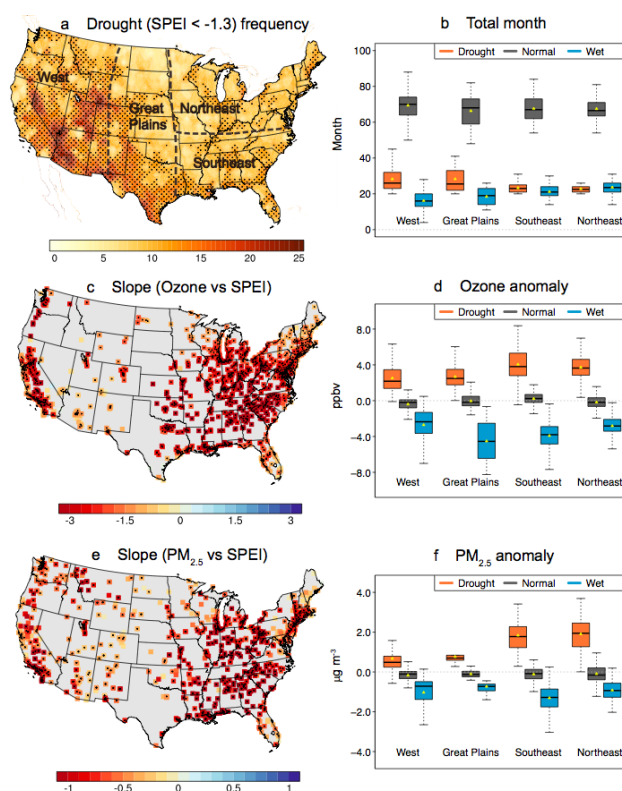 a Drought (SPEI < -1.3) frequency
West
Great
Plains
Northeast
Southeast
0 5 10 15 20 25
b Total month
Drought Normal Wet
Month
100
80
60
40
20
0
West Great Plains Southeast Northeast
c Slope (Ozone vs SPEI)
-3 -1.5 0 1.5 3
d Ozone anomaly
Drought Normal Wet
ppbv
8.0
4.0
0.0
-4.0
-8.0
West Great Plains Southeast Northeast
e Slope (PM2.5 vs SPEI)
-1 -0.5 0 0.5 1
f PM2.5 anomaly
Drought Normal Wet
µg m-3
4.0
2.0
0.0
-2.0
-4.0
West Great Plains Southeast Northeast